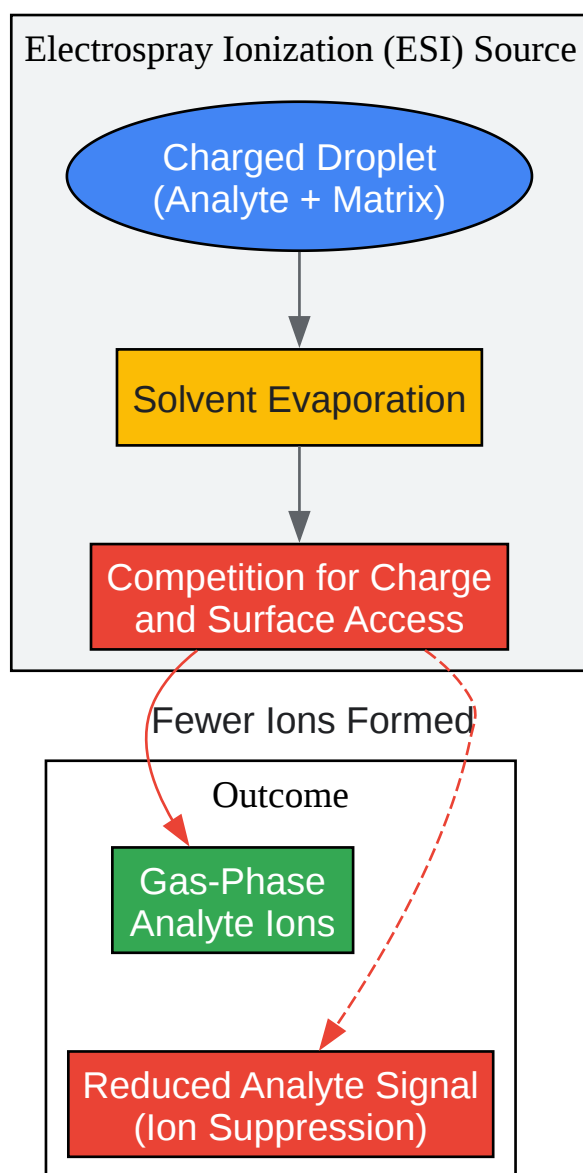 Electrospray Ionization (ESI) Source
Charged Droplet
(Analyte + Matrix)
Solvent Evaporation
Competition for Charge
and Surface Access
Fewer Ions Formed
Outcome
Gas-Phase
Analyte Ions
Reduced Analyte Signal
(Ion Suppression)